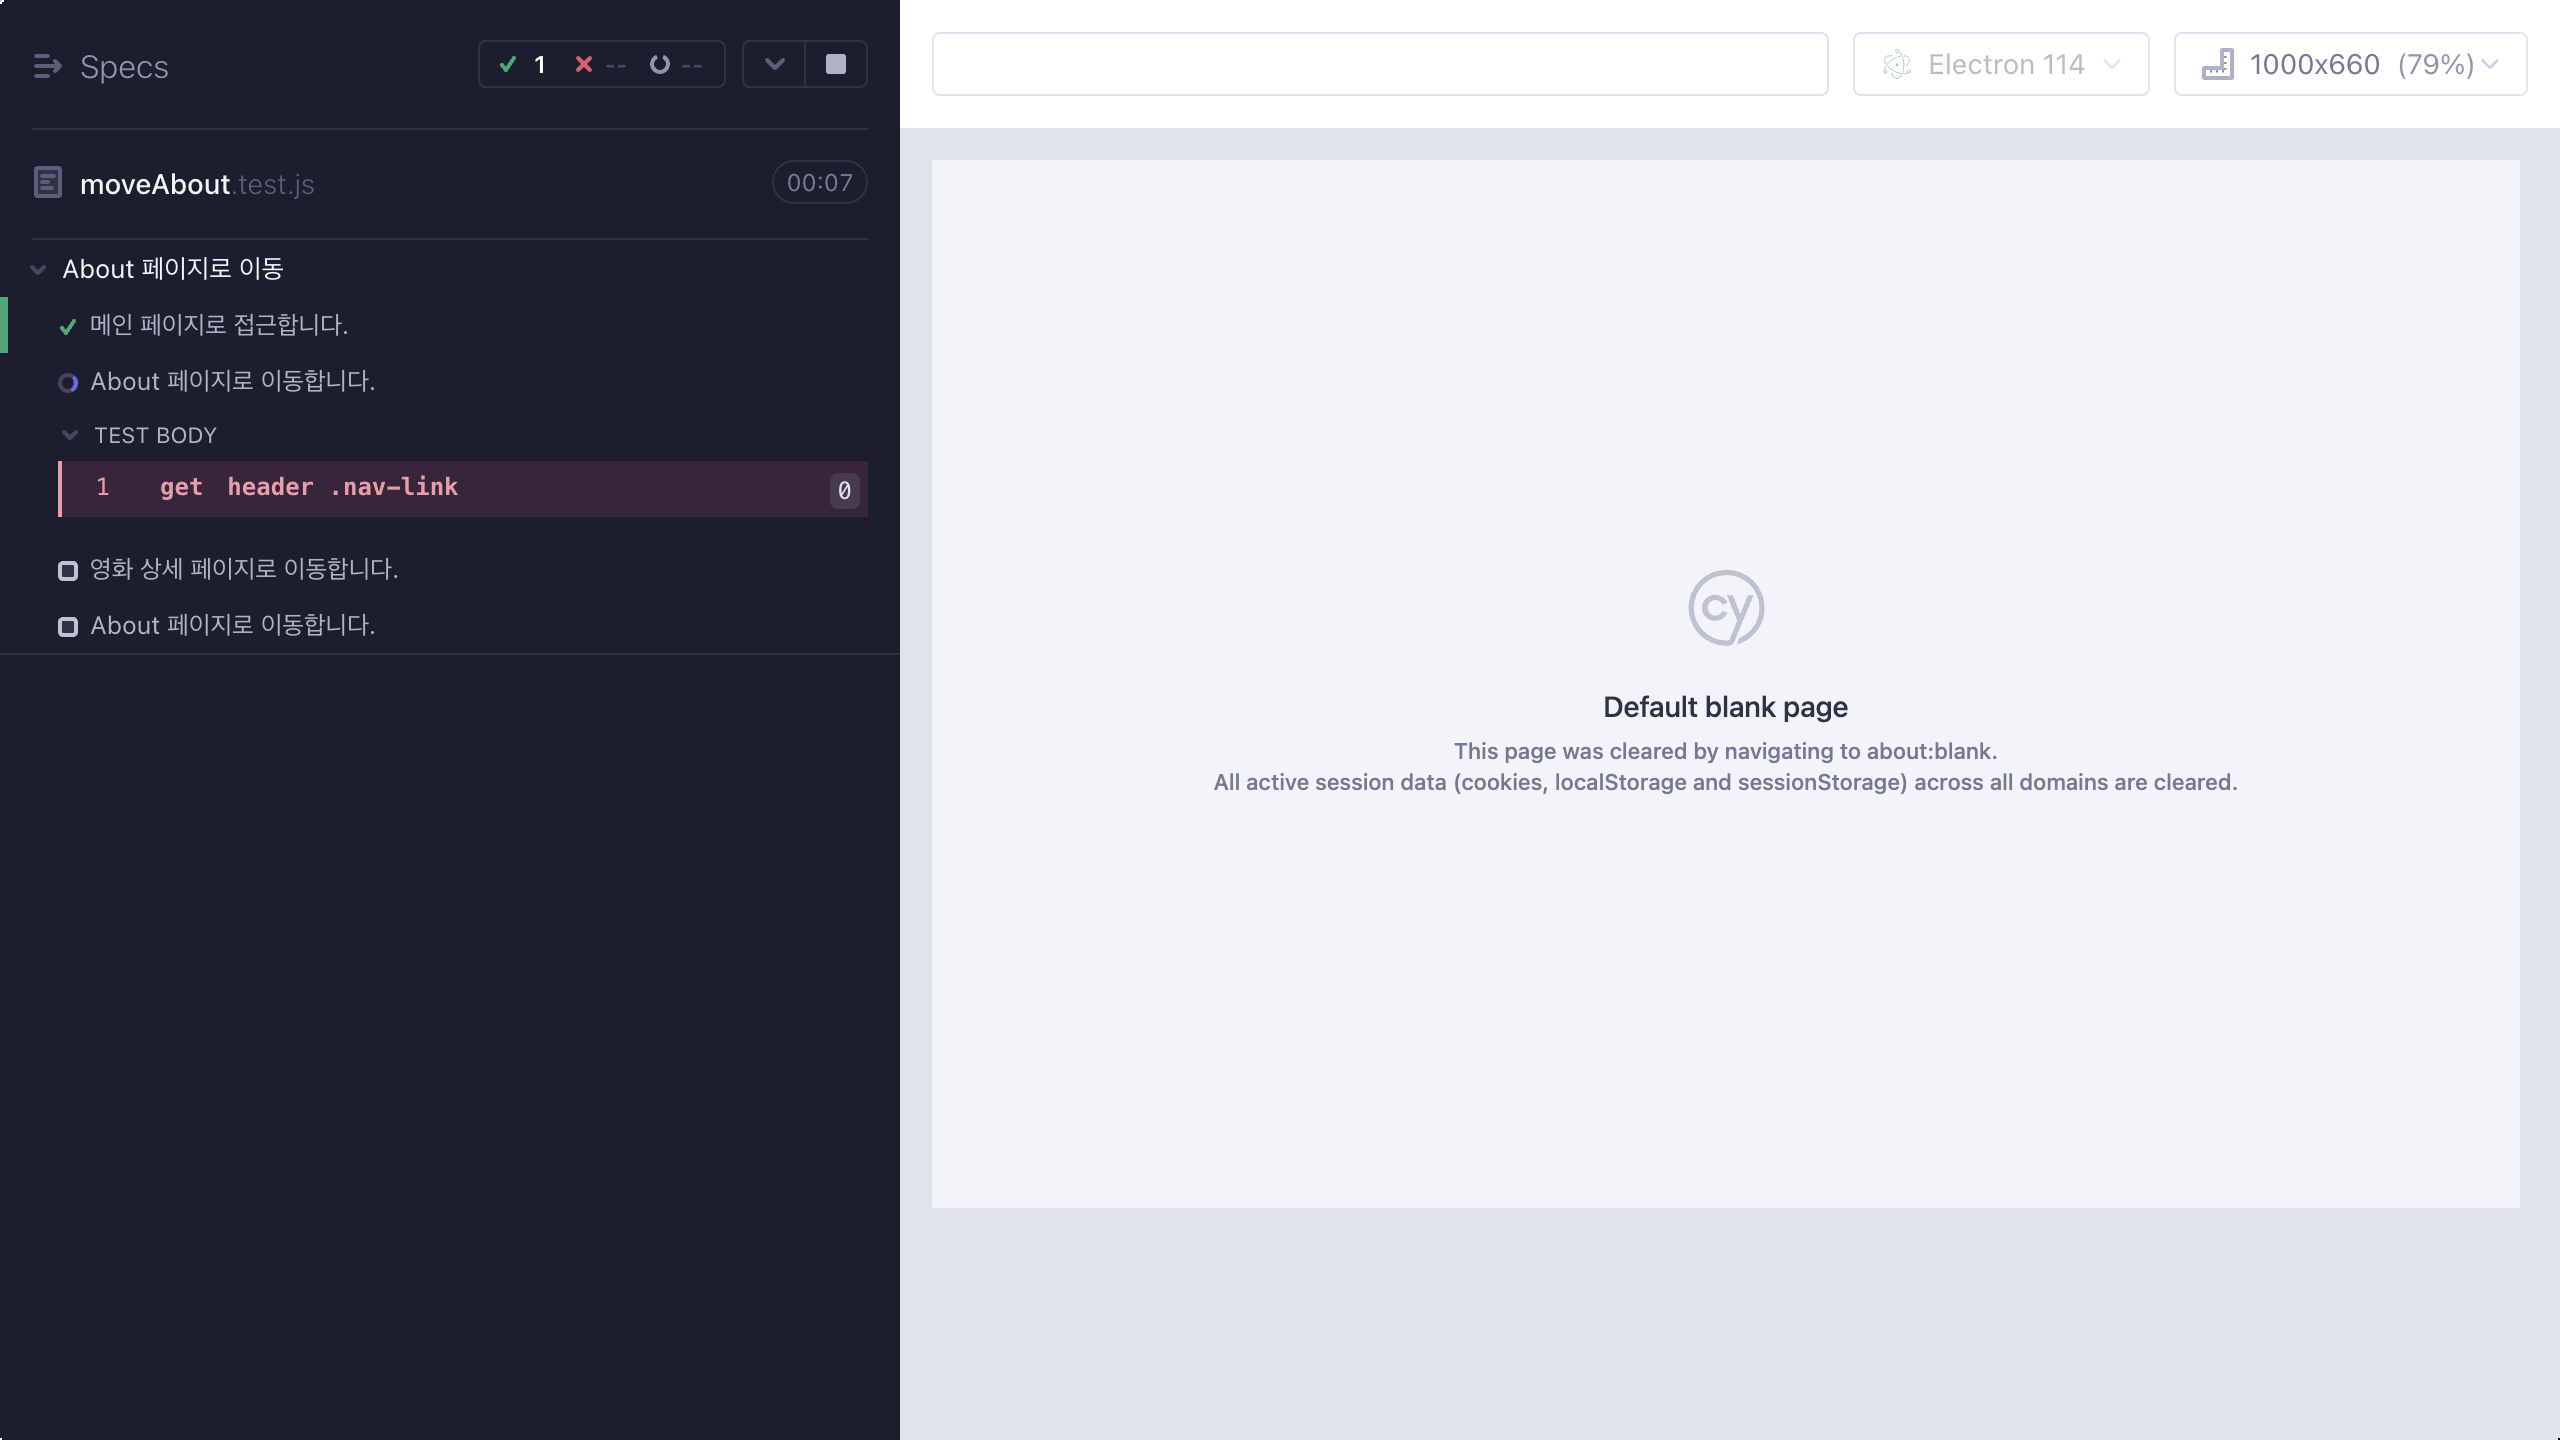 Specs
1
--
--
moveAbout.test.js
00:07
About 페이지로 이동
메인 페이지로 접근합니다.
About 페이지로 이동합니다.
TEST BODY
1 get header .nav-link 0
영화 상세 페이지로 이동합니다.
About 페이지로 이동합니다.
Electron 114
1000x660 (79%)
cy
Default blank page
This page was cleared by navigating to about:blank.
All active session data (cookies, localStorage and sessionStorage) across all domains are cleared.